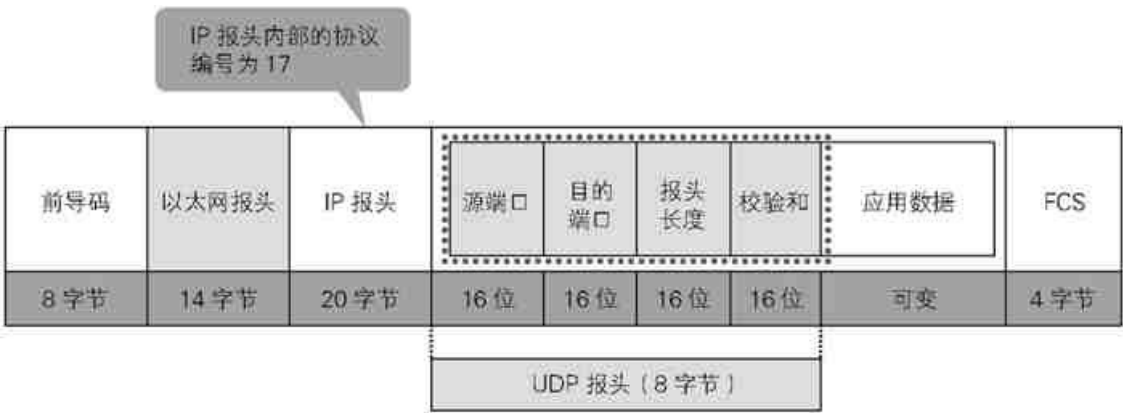 IP 报头内部的协议
编号为 17
前导码
以太网报头
IP 报头
源端口
目的
端口
报头
长度
校验和
应用数据
FCS
8 字节
14 字节
20 字节
16 位
16 位
16 位
16 位
可变
4 字节
UDP 报头（8 字节）